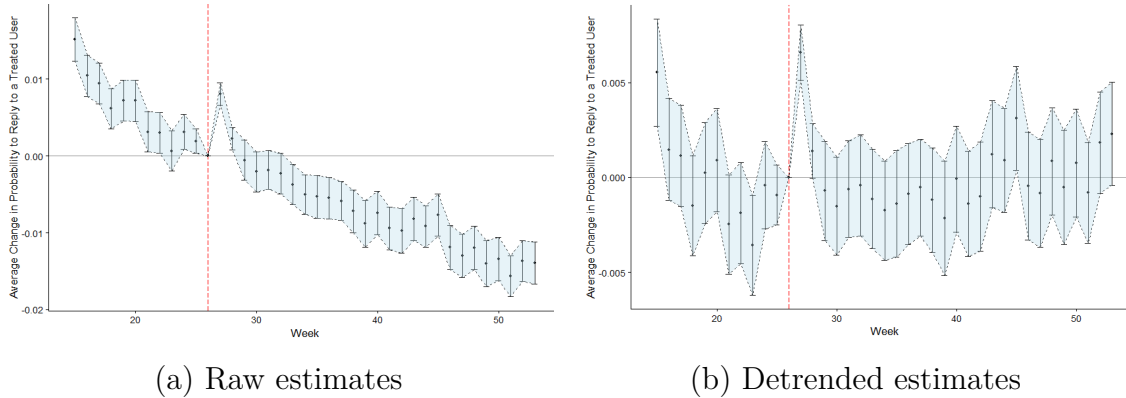 Average Change in Probability to Reply to a Treated User
0.01
0.00
-0.01
-0.02
20
30
40
50
Week
(a) Raw estimates
Average Change in Probability to Reply to a Treated User
0.005
0.000
-0.005
20
30
40
50
Week
(b) Detrended estimates